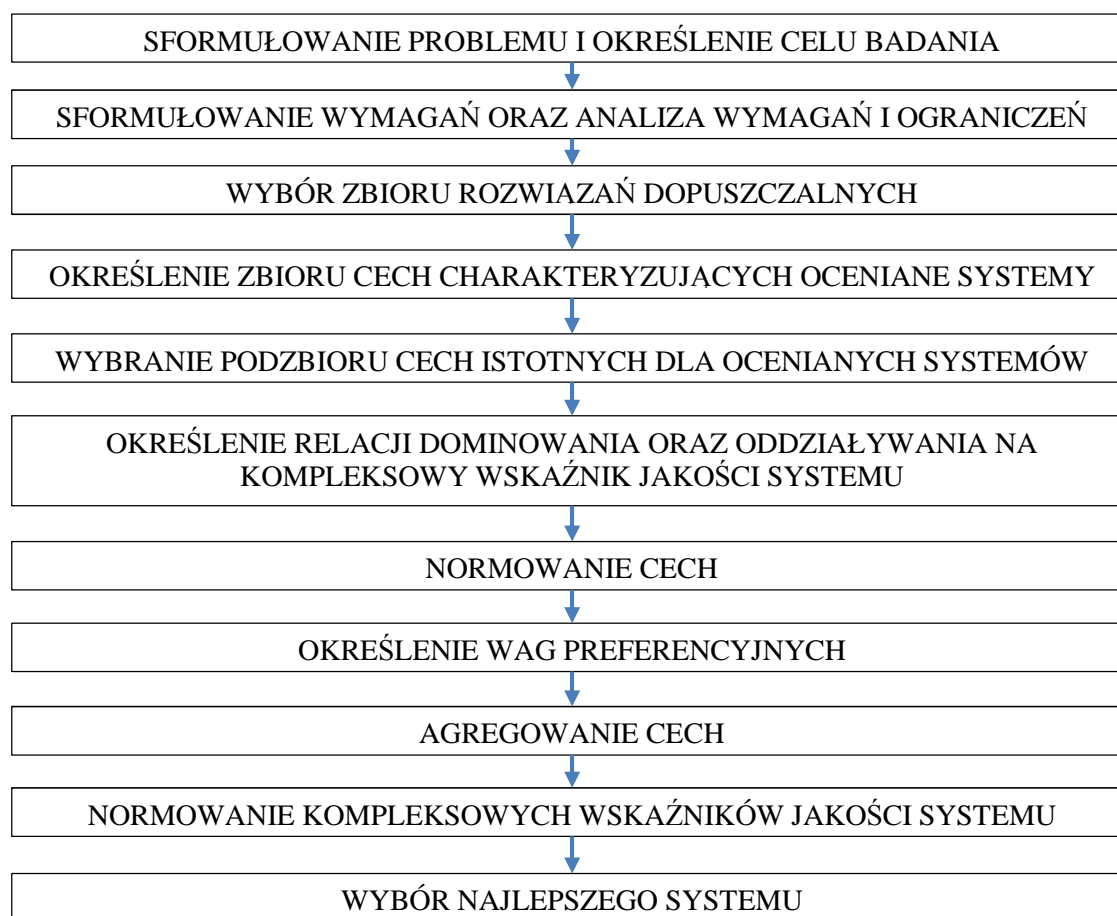 SFORMUŁOWANIE PROBLEMU I OKREŚLENIE CELU BADANIA
SFORMUŁOWANIE WYMAGAŃ ORAZ ANALIZA WYMAGAŃ I OGRANICZEŃ
WYBÓR ZBIORU ROZWIĄZAŃ DOPUSZCZALNYCH
OKREŚLENIE ZBIORU CECH CHARAKTERYZUJĄCYCH OCENIANE SYSTEMY
WYBRANIE PODZBIORU CECH ISTOTNYCH DLA OCENIANYCH SYSTEMÓW
OKREŚLENIE RELACJI DOMINOWANIA ORAZ ODDZIAŁYWANIA NA
KOMPLEKSOWY WSKAŹNIK JAKOŚCI SYSTEMU
NORMOWANIE CECH
OKREŚLENIE WAG PREFERENCYJNYCH
AGREGOWANIE CECH
NORMOWANIE KOMPLEKSOWYCH WSKAŹNIKÓW JAKOŚCI SYSTEMU
WYBÓR NAJLEPSZEGO SYSTEMU